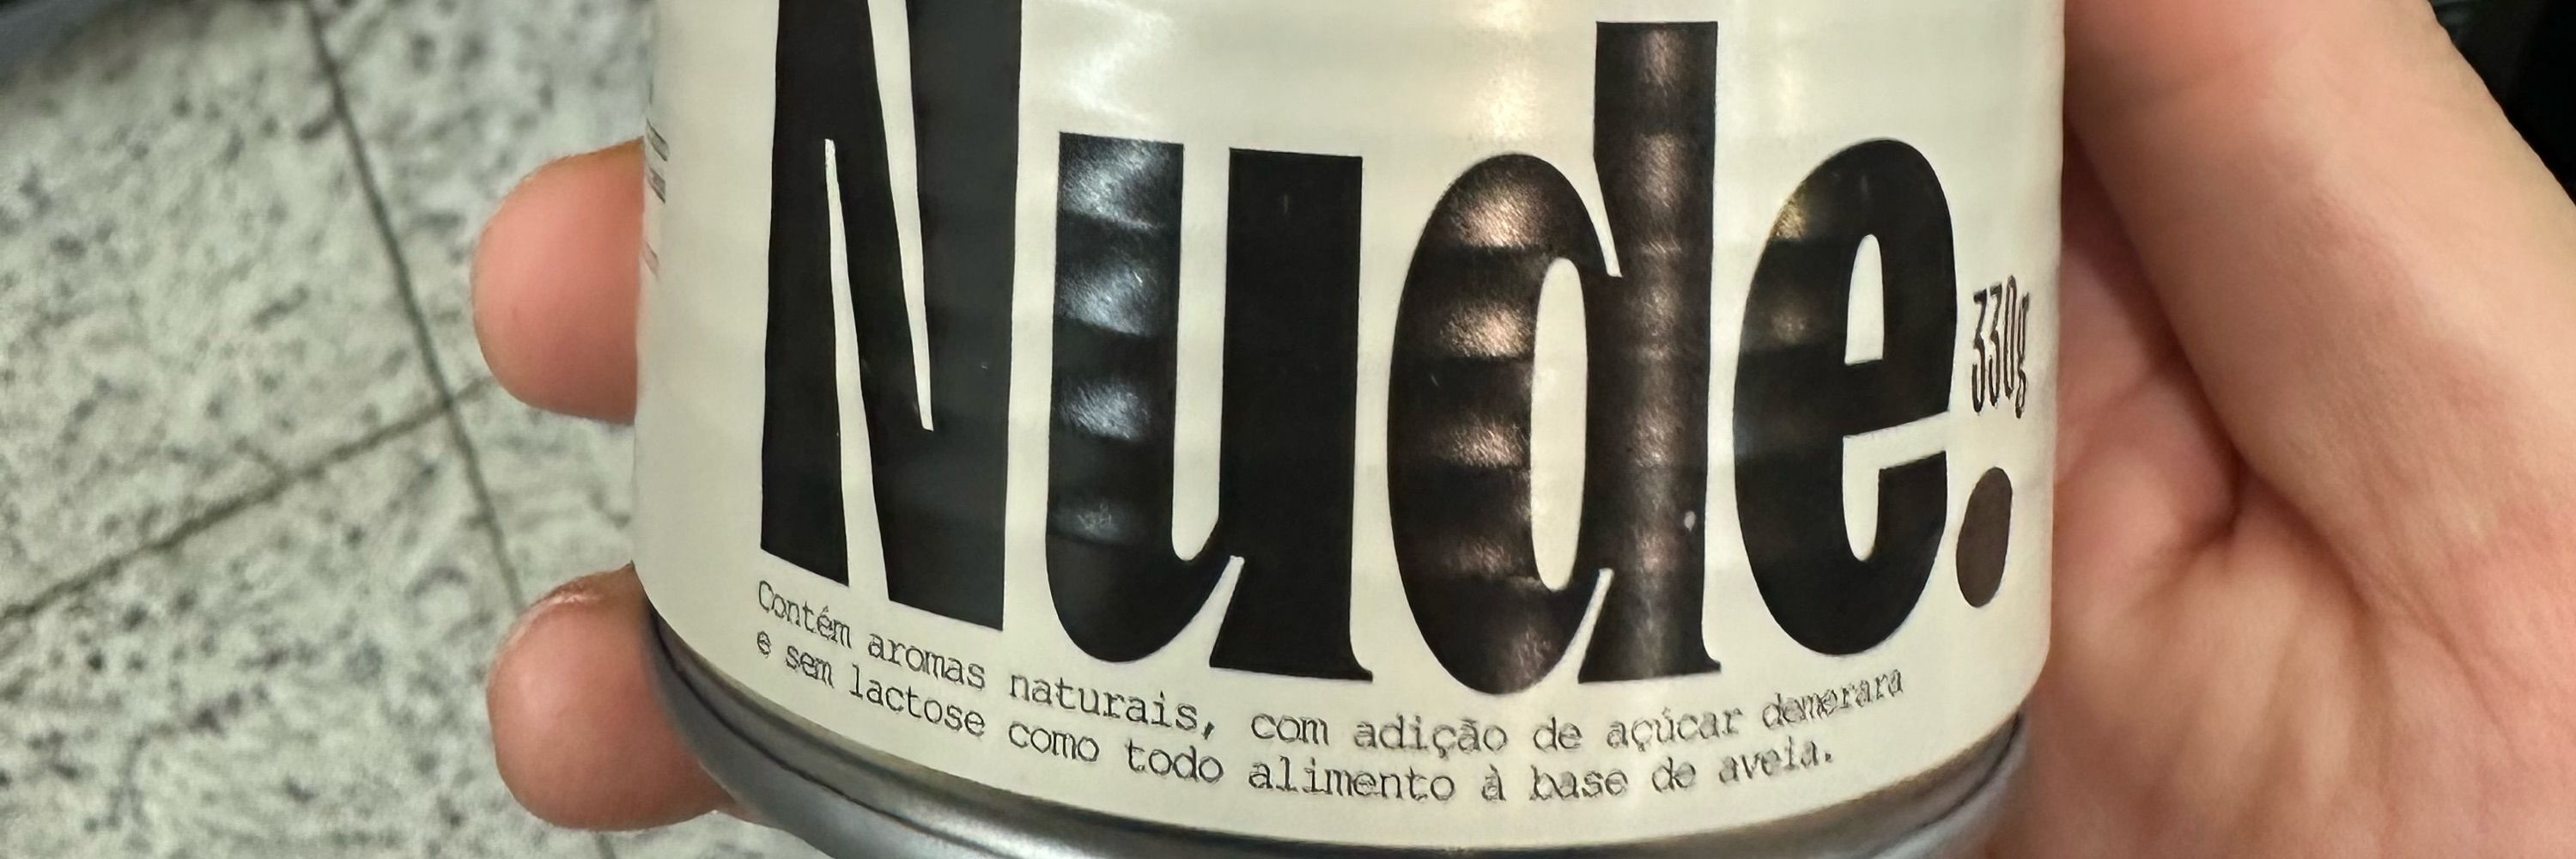 Nude.
330g
Contém aromas naturais, com adição de açúcar demerara
e sem lactose como todo alimento à base de aveia.